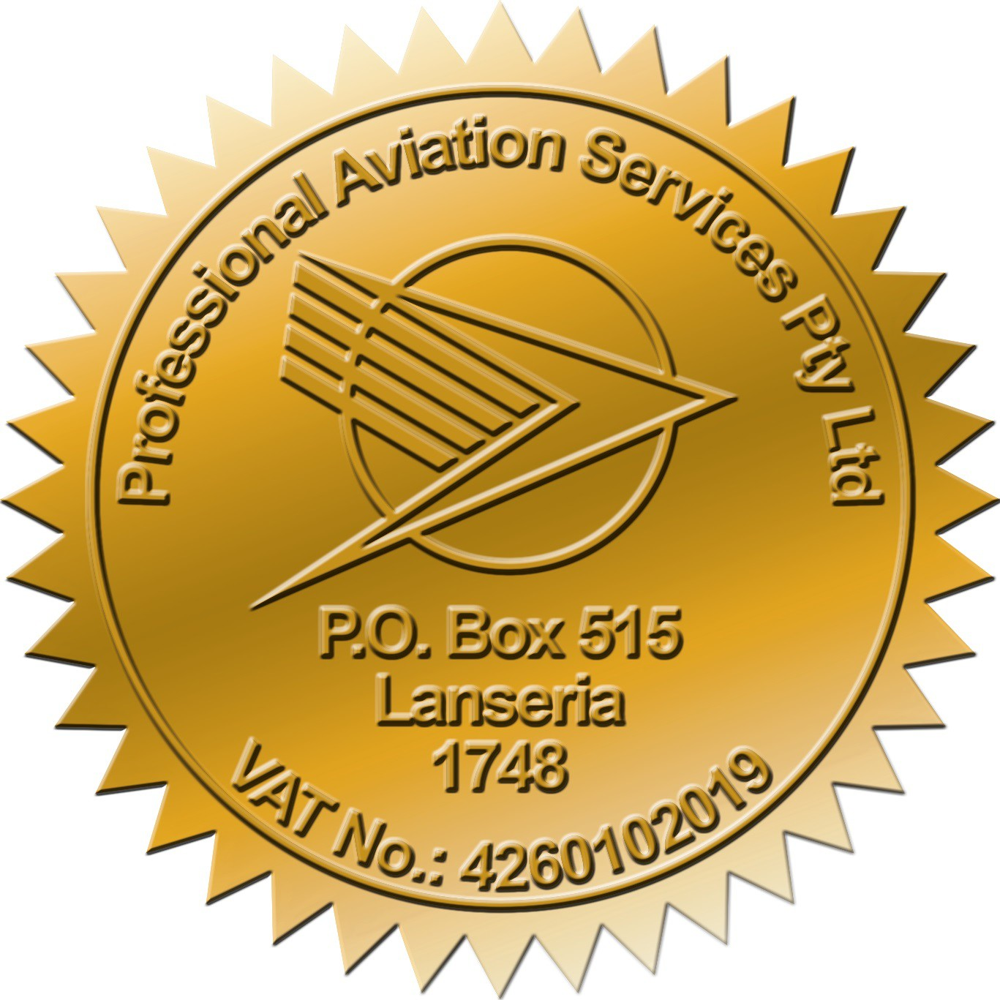 Professional Aviation Services Pty Ltd
P.O. Box 515
Lanseria
1748
VAT No.: 4260102019